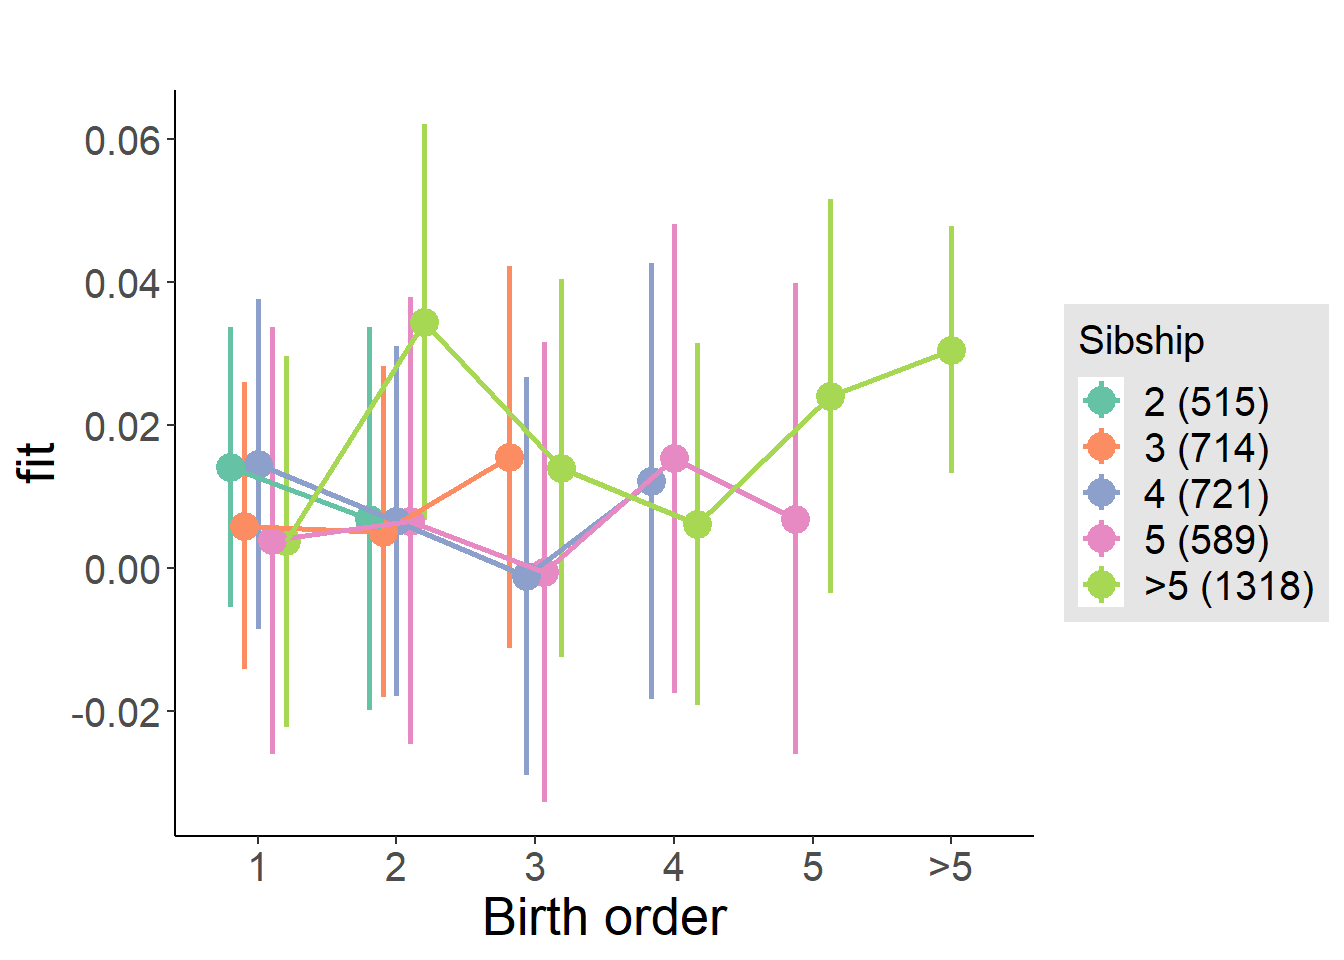 0.06
0.04
0.02
0.00
-0.02
fit
1 2 3 4 5 >5
Birth order
Sibship
2 (515)
3 (714)
4 (721)
5 (589)
>5 (1318)